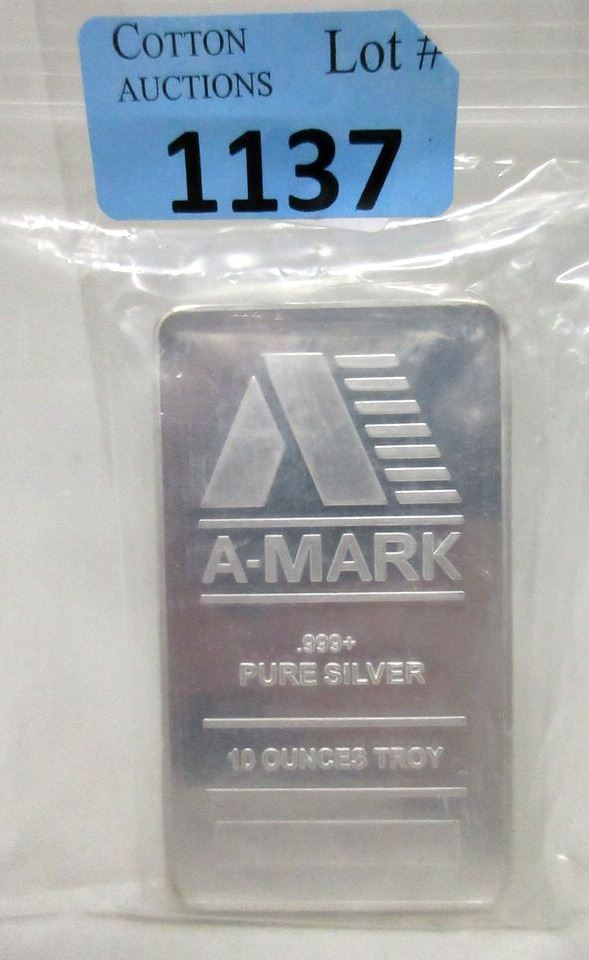 COTTON
AUCTIONS
Lot #
1137
A-MARK
.999+
PURE SILVER
10 OUNCES TROY